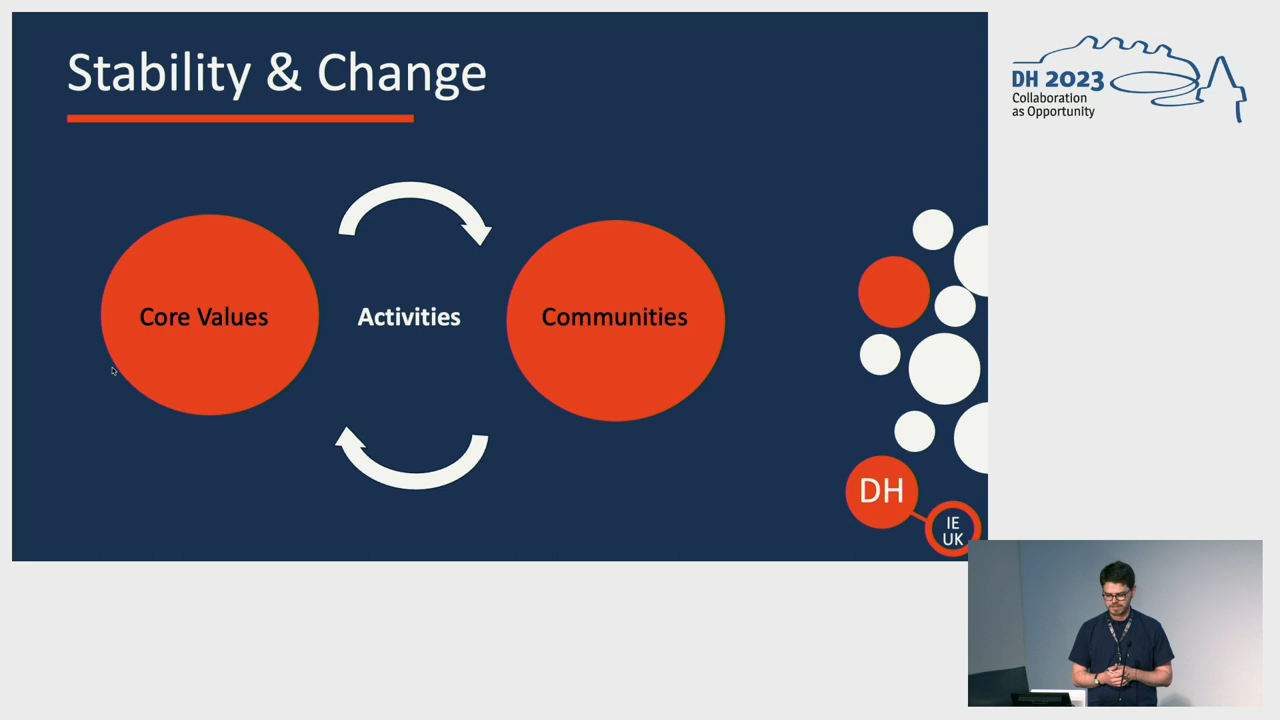 Stability & Change
DH 2023
Collaboration
as Opportunity
Core Values
Activities
Communities
DH
IE
UK